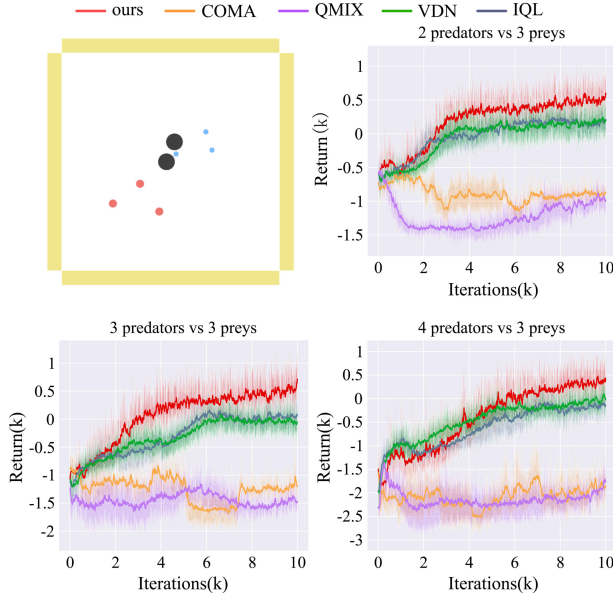 ours COMA QMIX VDN IQL
2 predators vs 3 preys
1
0.5
0
-0.5
-1
-1.5
Return (k)
0 2 4 6 8 10
Iterations(k)
3 predators vs 3 preys
1
0.5
0
-0.5
-1
-1.5
-2
Return(k)
0 2 4 6 8 10
Iterations(k)
4 predators vs 3 preys
1
0.5
0
-0.5
-1
-1.5
-2
-2.5
-3
Return(k)
0 2 4 6 8 10
Iterations(k)